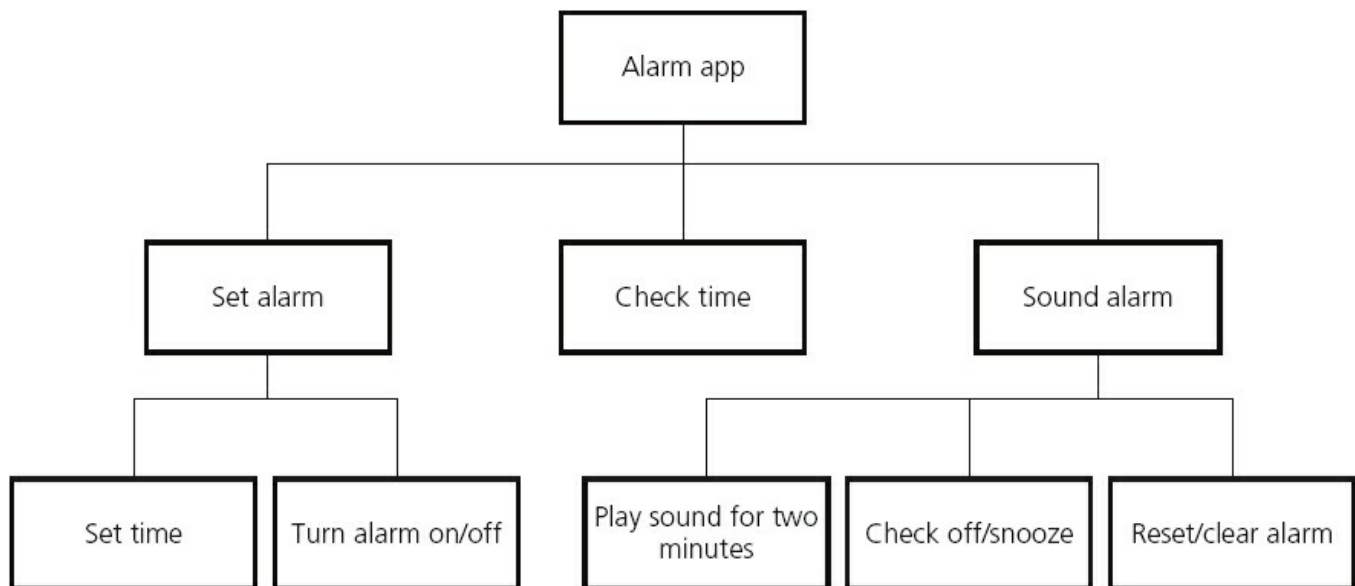 Alarm app
Set alarm
Check time
Sound alarm
Set time
Turn alarm on/off
Play sound for two
minutes
Check off/snooze
Reset/clear alarm